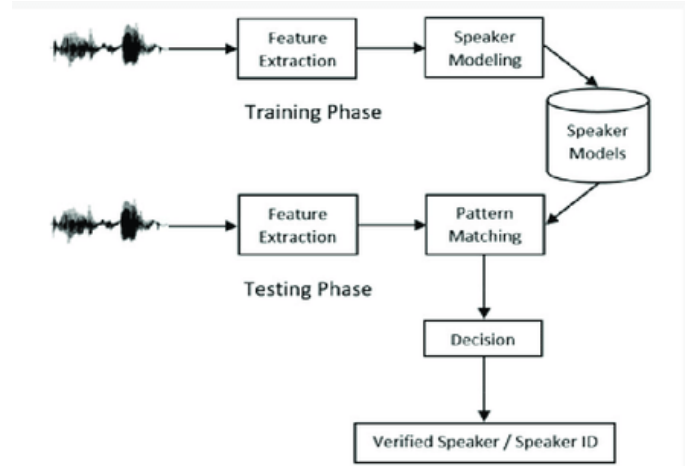 Feature
Extraction
Speaker
Modeling
Training Phase
Speaker
Models
Feature
Extraction
Pattern
Matching
Testing Phase
Decision
Verified Speaker / Speaker ID